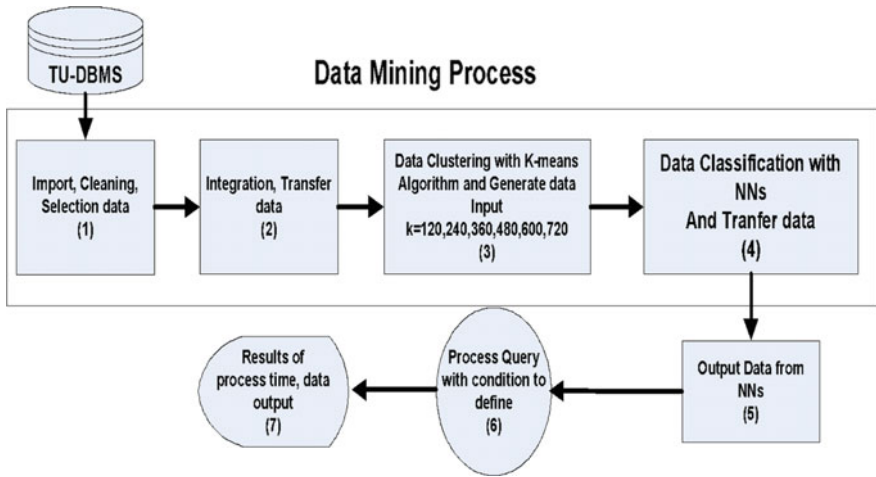 TU-DBMS
Data Mining Process
Import, Cleaning,
Selection data
(1)
Integration, Transfer
data
(2)
Data Clustering with K-means
Algorithm and Generate data
Input
k=120,240,360,480,600,720
(3)
Data Classification with
NNs
And Tranfer data
(4)
Output Data from
NNs
(5)
Process Query
with condition to
define
(6)
Results of
process time, data
output
(7)